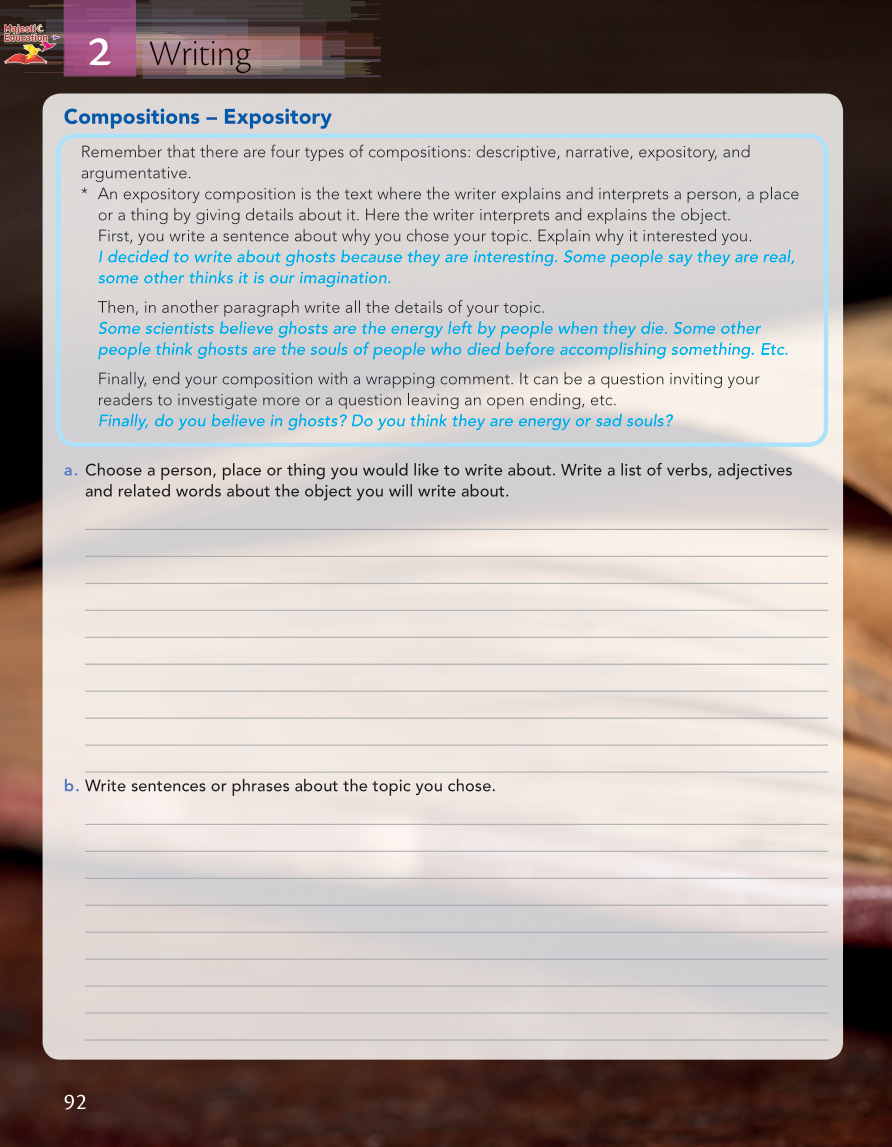 Majestic
Education
2
Writing
Compositions – Expository
Remember that there are four types of compositions: descriptive, narrative, expository, and
argumentative.
* An expository composition is the text where the writer explains and interprets a person, a place
or a thing by giving details about it. Here the writer interprets and explains the object.
First, you write a sentence about why you chose your topic. Explain why it interested you.
I decided to write about ghosts because they are interesting. Some people say they are real,
some other thinks it is our imagination.
Then, in another paragraph write all the details of your topic.
Some scientists believe ghosts are the energy left by people when they die. Some other
people think ghosts are the souls of people who died before accomplishing something. Etc.
Finally, end your composition with a wrapping comment. It can be a question inviting your
readers to investigate more or a question leaving an open ending, etc.
Finally, do you believe in ghosts? Do you think they are energy or sad souls?
a. Choose a person, place or thing you would like to write about. Write a list of verbs, adjectives
and related words about the object you will write about.
b. Write sentences or phrases about the topic you chose.
92